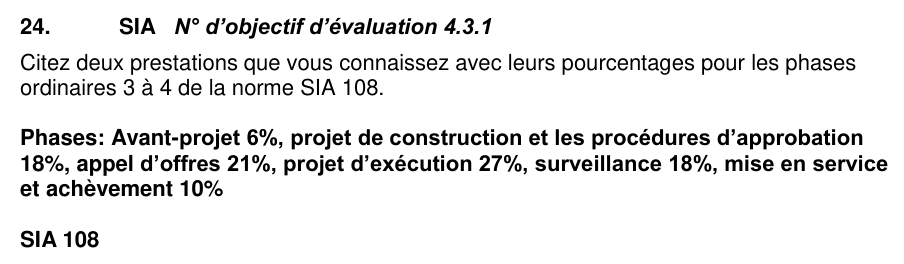 24. SIA N° d’objectif d’évaluation 4.3.1
Citez deux prestations que vous connaissez avec leurs pourcentages pour les phases
ordinaires 3 à 4 de la norme SIA 108.
Phases: Avant-projet 6%, projet de construction et les procédures d’approbation
18%, appel d’offres 21%, projet d’exécution 27%, surveillance 18%, mise en service
et achèvement 10%
SIA 108